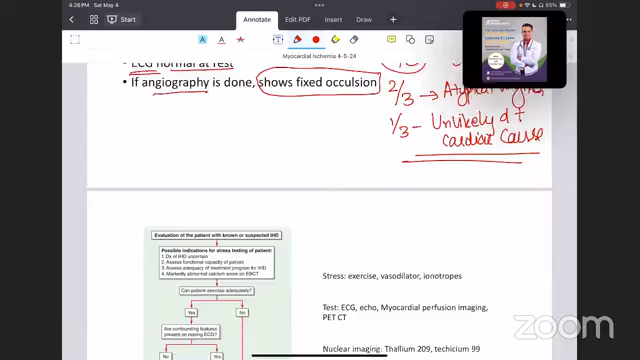 4:26 PM Sat May 4
55%
Annotate Edit PDF Insert Draw
Myocardial Ischemia 4-5-24
• ECG normal at rest
• If angiography is done, shows fixed occulsion
2/3 → Atypical
1/3 - Unlikely d t
Cardiac Cause
Evaluation of the patient with known or suspected IHD
Possible indications for stress testing of patient:
1. Dx of IHD uncertain
2. Assess functional capacity of patient
3. Assess adequacy of treatment program for IHD
4. Markedly abnormal calcium score on EBCT
Can patient exercise adequately?
Yes No
Are confounding features
present on resting ECG?
No Yes
Stress: exercise, vasodilator, ionotropes
Test: ECG, echo, Myocardial perfusion imaging,
PET CT
Nuclear imaging: Thallium 209, techicium 99
zoom